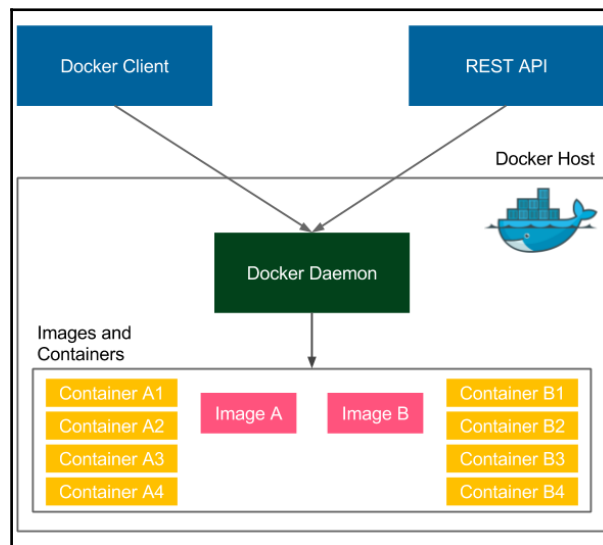 Docker Client
REST API
Docker Host
Docker Daemon
Images and
Containers
Container A1
Container A2
Container A3
Container A4
Image A
Image B
Container B1
Container B2
Container B3
Container B4